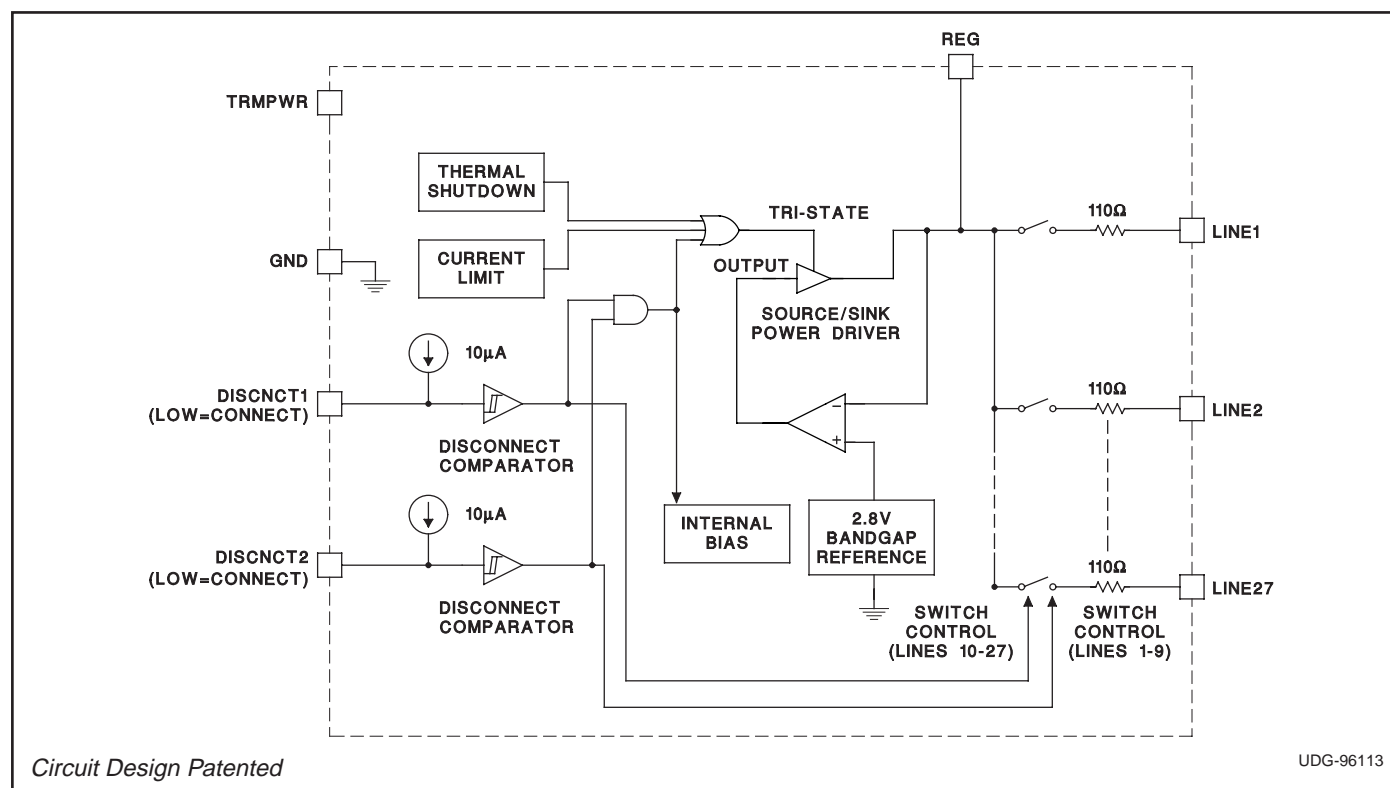 REG
TRMPWR
THERMAL
SHUTDOWN
TRI-STATE
110Ω
LINE1
GND
CURRENT
LIMIT
OUTPUT
SOURCE/SINK
POWER DRIVER
10µA
DISCNCT1
(LOW=CONNECT)
110Ω
LINE2
−
+
DISCONNECT
COMPARATOR
10µA
INTERNAL
BIAS
2.8V
BANDGAP
REFERENCE
DISCNCT2
(LOW=CONNECT)
110Ω
LINE27
DISCONNECT
COMPARATOR
SWITCH
CONTROL
(LINES 10-27)
SWITCH
CONTROL
(LINES 1-9)
Circuit Design Patented
UDG-96113